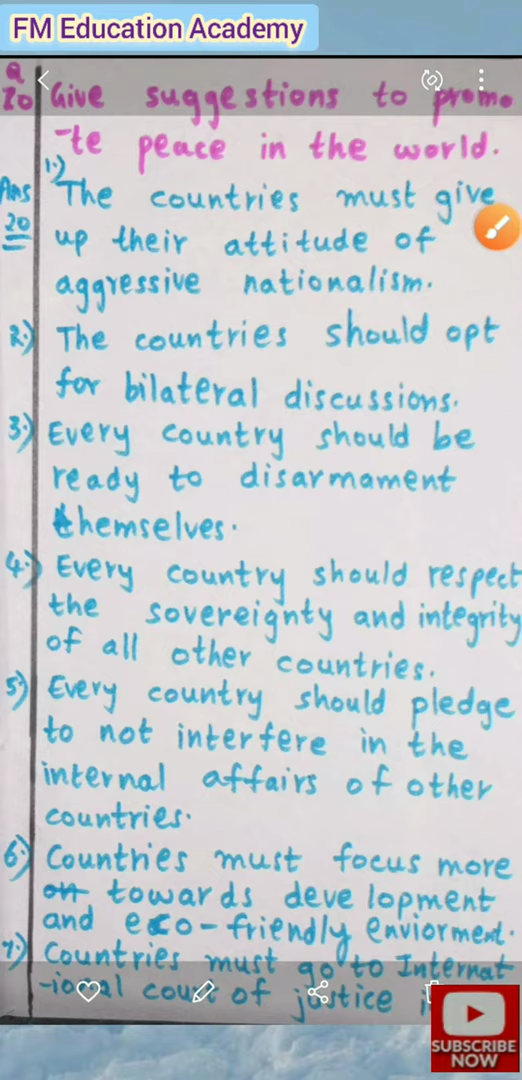 FM Education Academy
Q
20 Give suggestions to promo
-te peace in the world.
Ans 1.) The countries must give
20 up their attitude of
aggressive nationalism.
2.) The countries should opt
for bilateral discussions.
3.) Every country should be
ready to disarmament
themselves.
4.) Every country should respect
the sovereignty and integrity
of all other countries.
5.) Every country should pledge
to not interfere in the
internal affairs of other
countries.
6.) Countries must focus more
on towards development
and eco-friendly enviorment.
7.) Countries must go to Internat
-ional court of justice
SUBSCRIBE
NOW